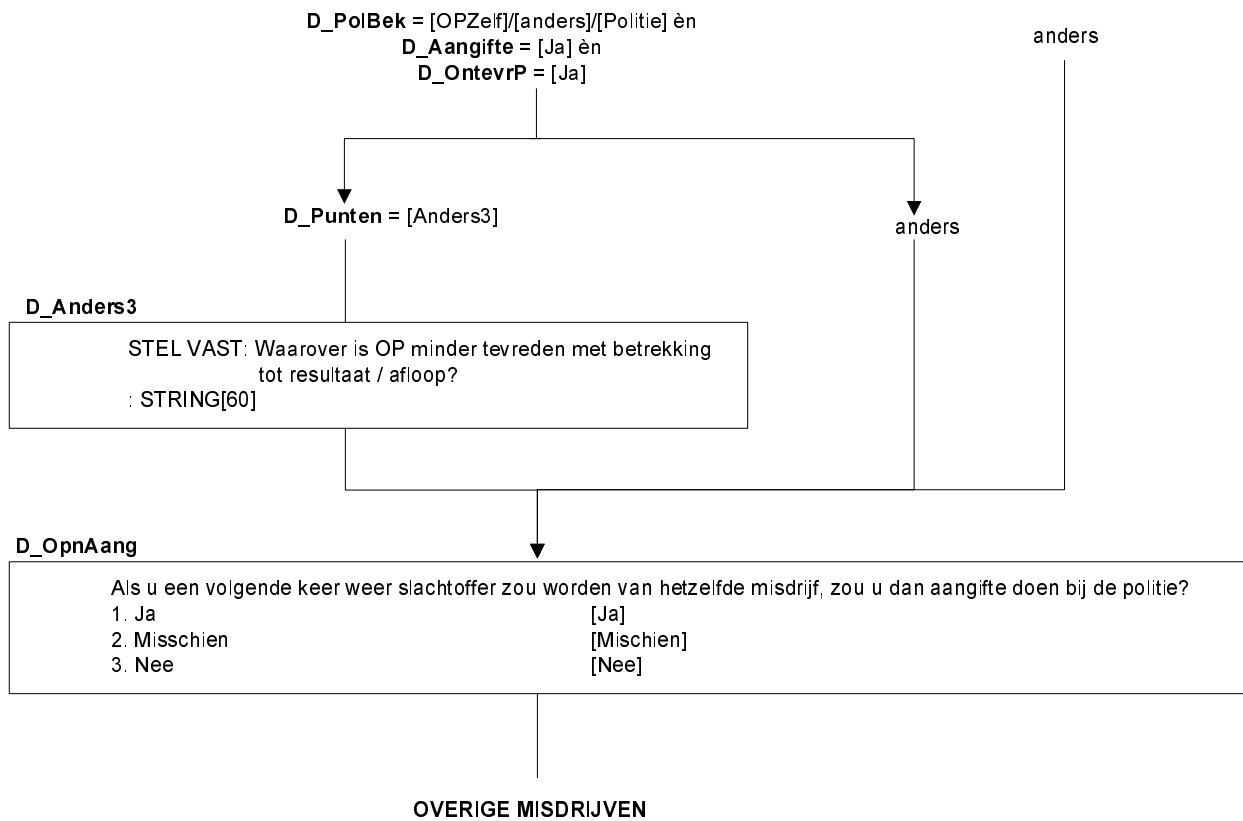 D_PolBek = [OPZelf]/[anders]/[Politie] èn
D_Aangifte = [Ja] èn
D_OntevrP = [Ja]
anders
D_Punten = [Anders3]
anders
D_Anders3
STEL VAST: Waarover is OP minder tevreden met betrekking
tot resultaat / afloop?
: STRING[60]
D_OpnAang
Als u een volgende keer weer slachtoffer zou worden van hetzelfde misdrijf, zou u dan aangifte doen bij de politie?
1. Ja [Ja]
2. Misschien [Mischien]
3. Nee [Nee]
OVERIGE MISDRIJVEN